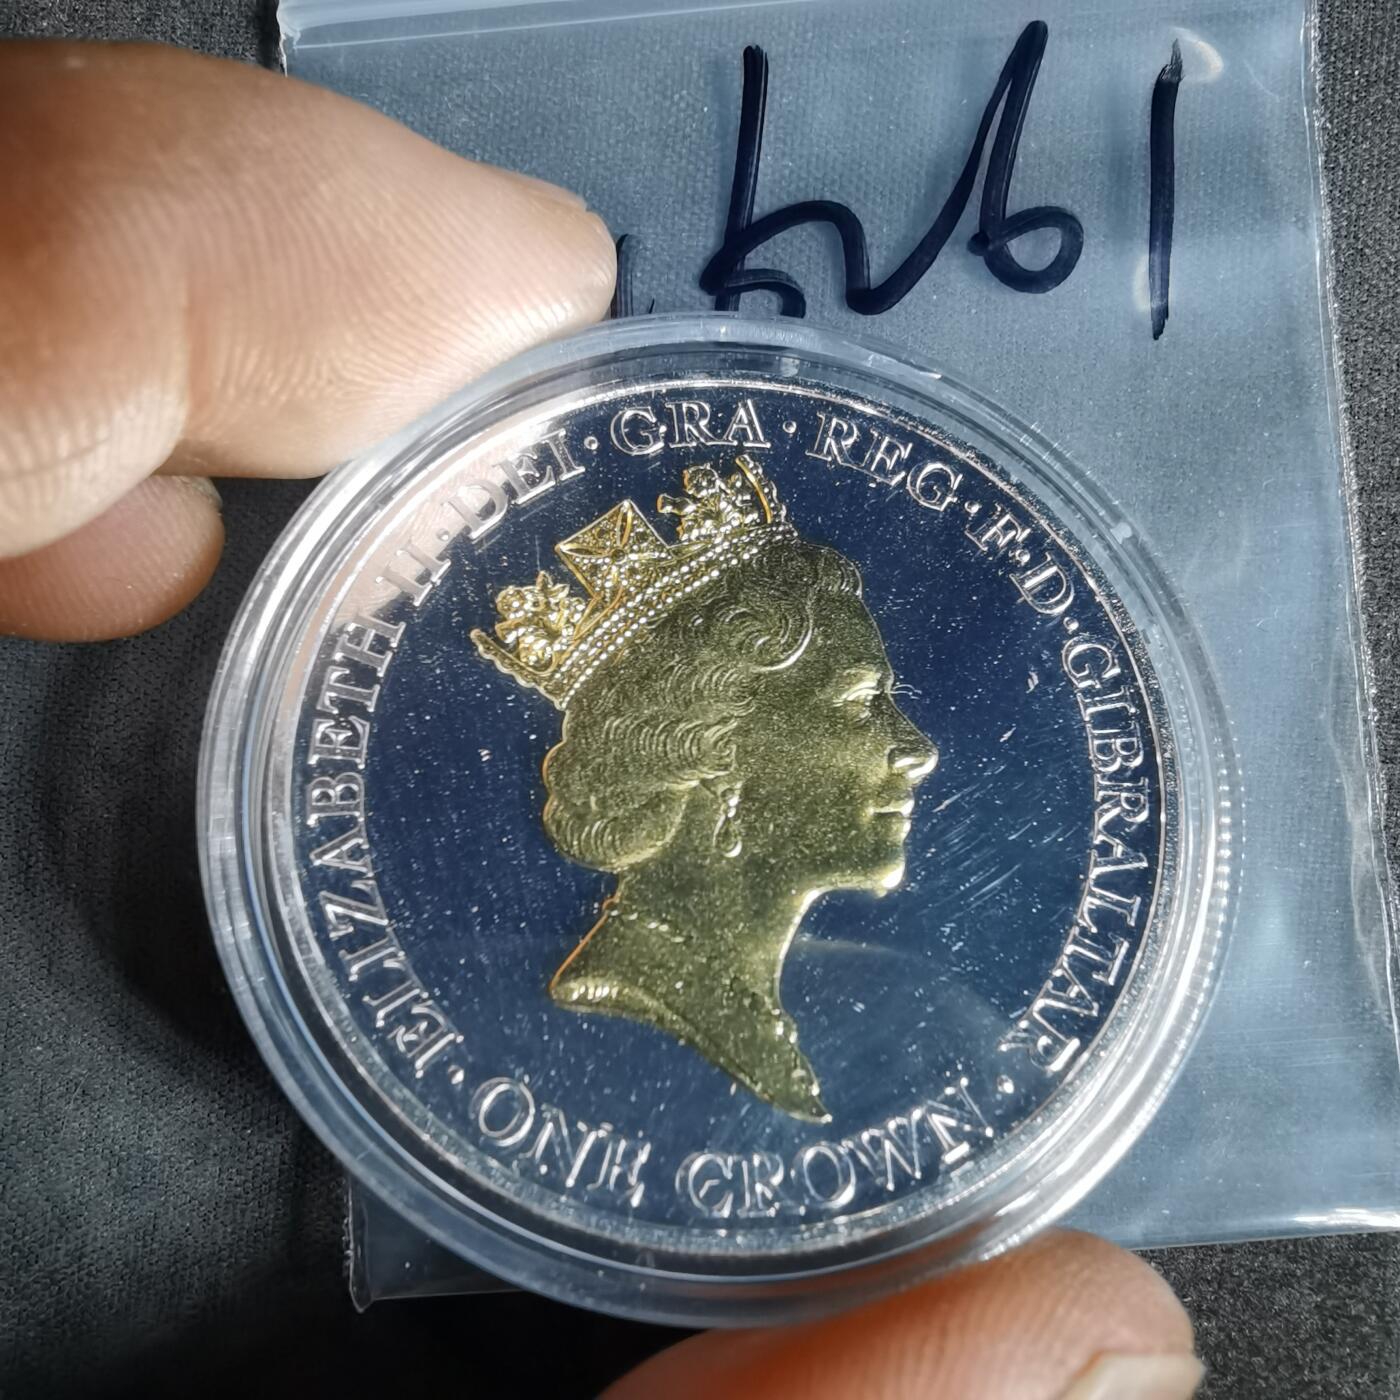 ELIZABETH·II·DEI·GRA·REG·F·D·GIBRALTAR·
ONE CROWN·